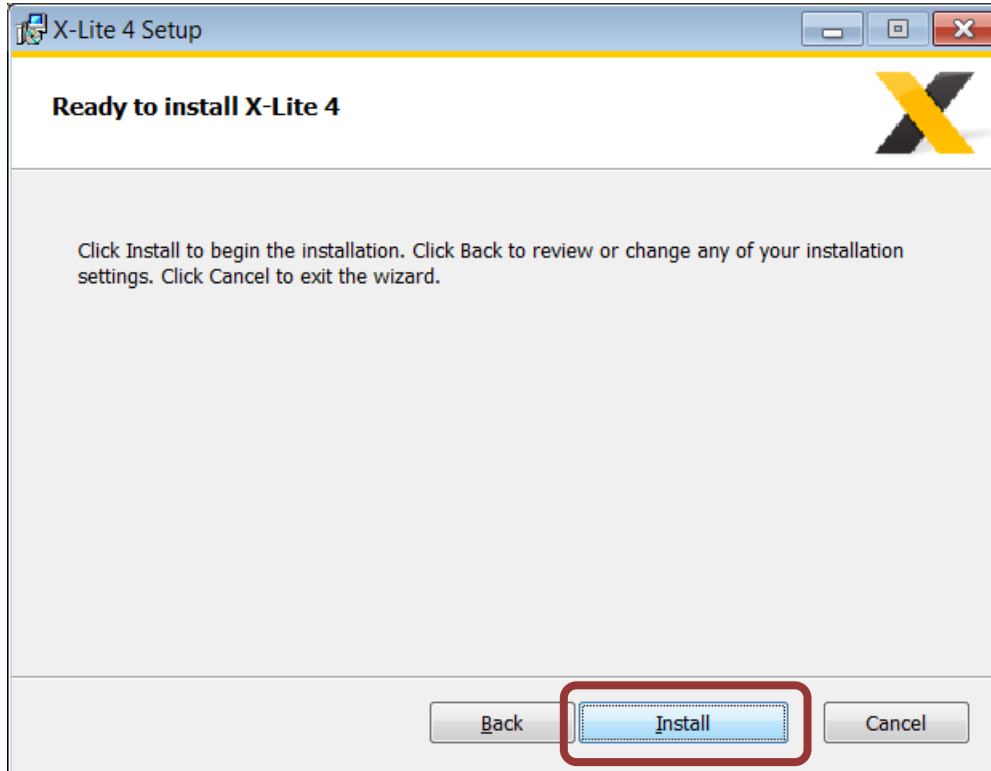 X-Lite 4 Setup
Ready to install X-Lite 4
Click Install to begin the installation. Click Back to review or change any of your installation
settings. Click Cancel to exit the wizard.
Back Install Cancel